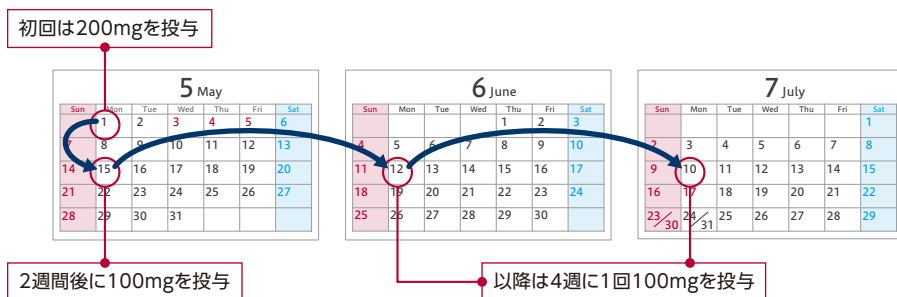 初回は200mgを投与
5 May
Sun Mon Tue Wed Thu Fri Sat
1 2 3 4 5 6
7 8 9 10 11 12 13
14 15 16 17 18 19 20
21 22 23 24 25 26 27
28 29 30 31
6 June
Sun Mon Tue Wed Thu Fri Sat
1 2 3
4 5 6 7 8 9 10
11 12 13 14 15 16 17
18 19 20 21 22 23 24
25 26 27 28 29 30
7 July
Sun Mon Tue Wed Thu Fri Sat
1
2 3 4 5 6 7 8
9 10 11 12 13 14 15
16 17 18 19 20 21 22
23/30 24/31 25 26 27 28 29
2週間後に100mgを投与
以降は4週に1回100mgを投与